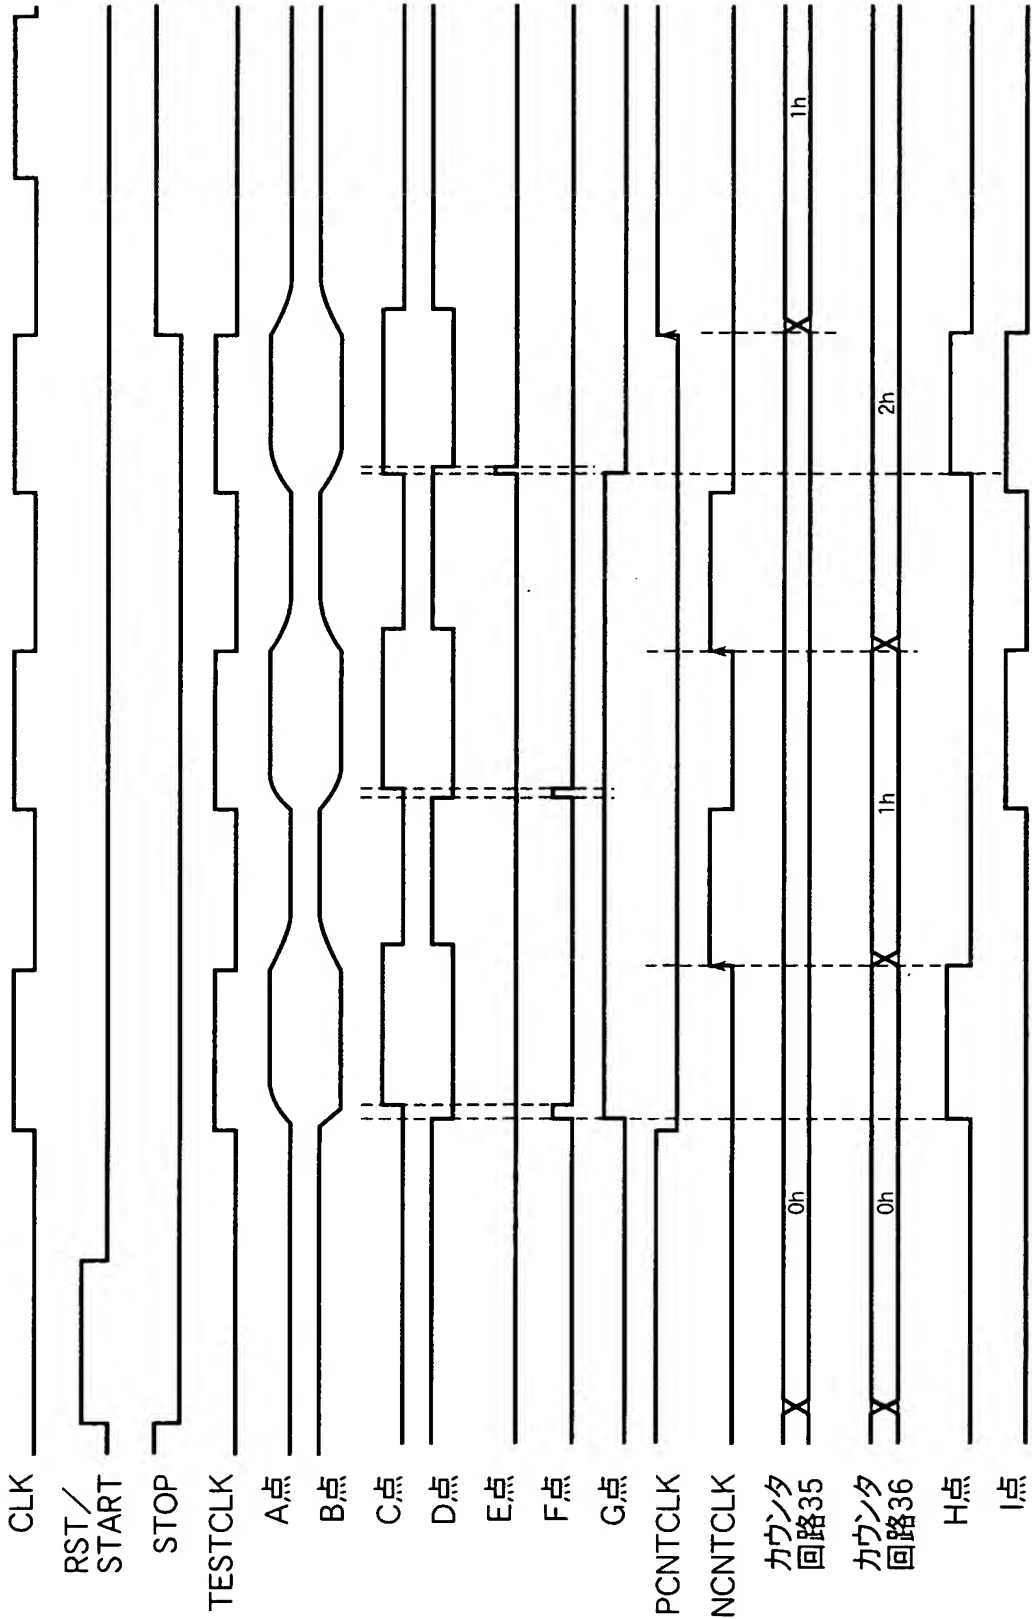 CLK
RST/
START
STOP
TESTCLK
A点
B点
C点
D点
E点
F点
G点
PCNTCLK
NCNTCLK
カウンタ
回路35
0h
1h
カウンタ
回路36
0h
1h
2h
H点
I点